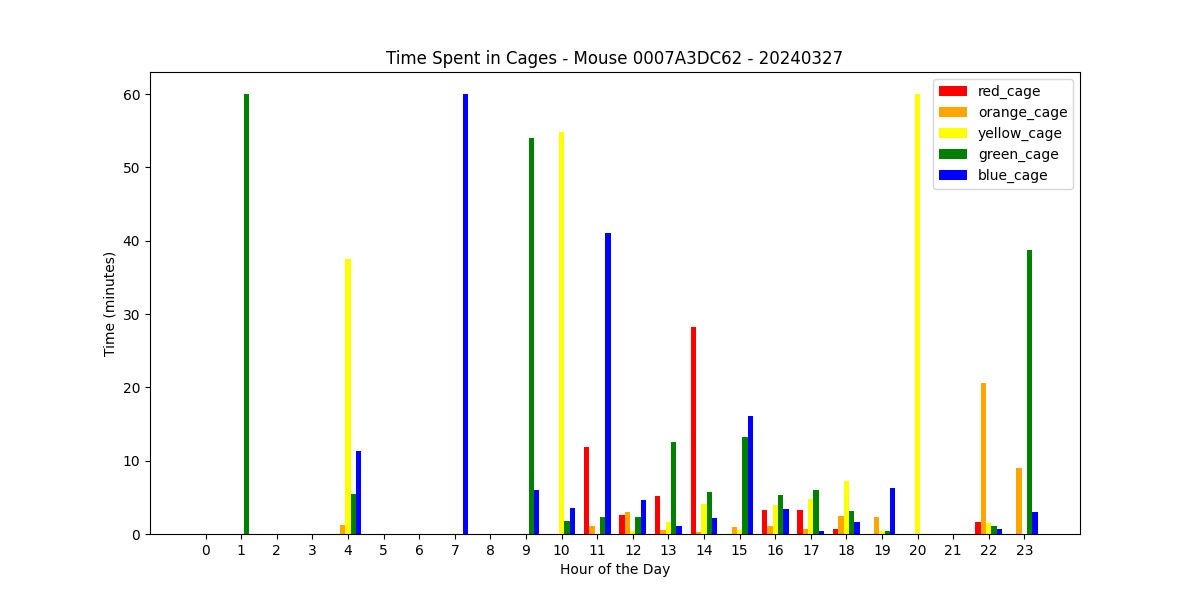 Time Spent in Cages - Mouse 0007A3DC62 - 20240327
red_cage
orange_cage
yellow_cage
green_cage
blue_cage
Time (minutes)
60
50
40
30
20
10
0
0 1 2 3 4 5 6 7 8 9 10 11 12 13 14 15 16 17 18 19 20 21 22 23
Hour of the Day